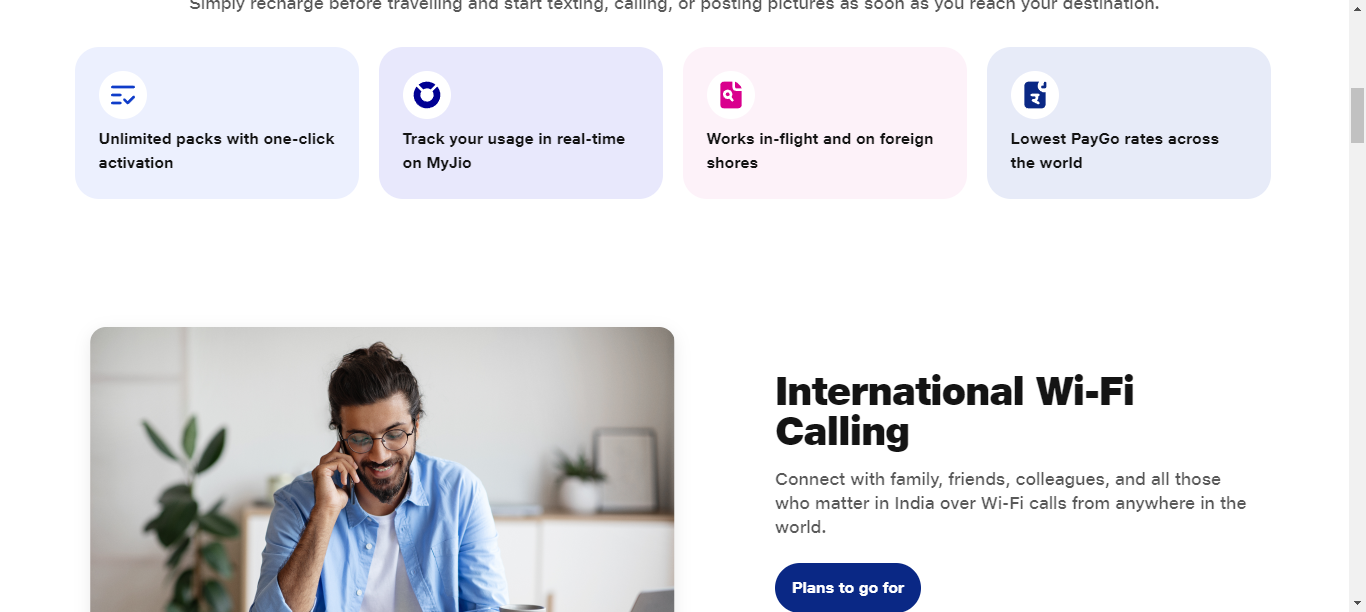 Simply recharge before travelling and start texting, calling, or posting pictures as soon as you reach your destination.
Unlimited packs with one-click
activation
Track your usage in real-time
on MyJio
Works in-flight and on foreign
shores
Lowest PayGo rates across
the world
International Wi-Fi
Calling
Connect with family, friends, colleagues, and all those
who matter in India over Wi-Fi calls from anywhere in the
world.
Plans to go for